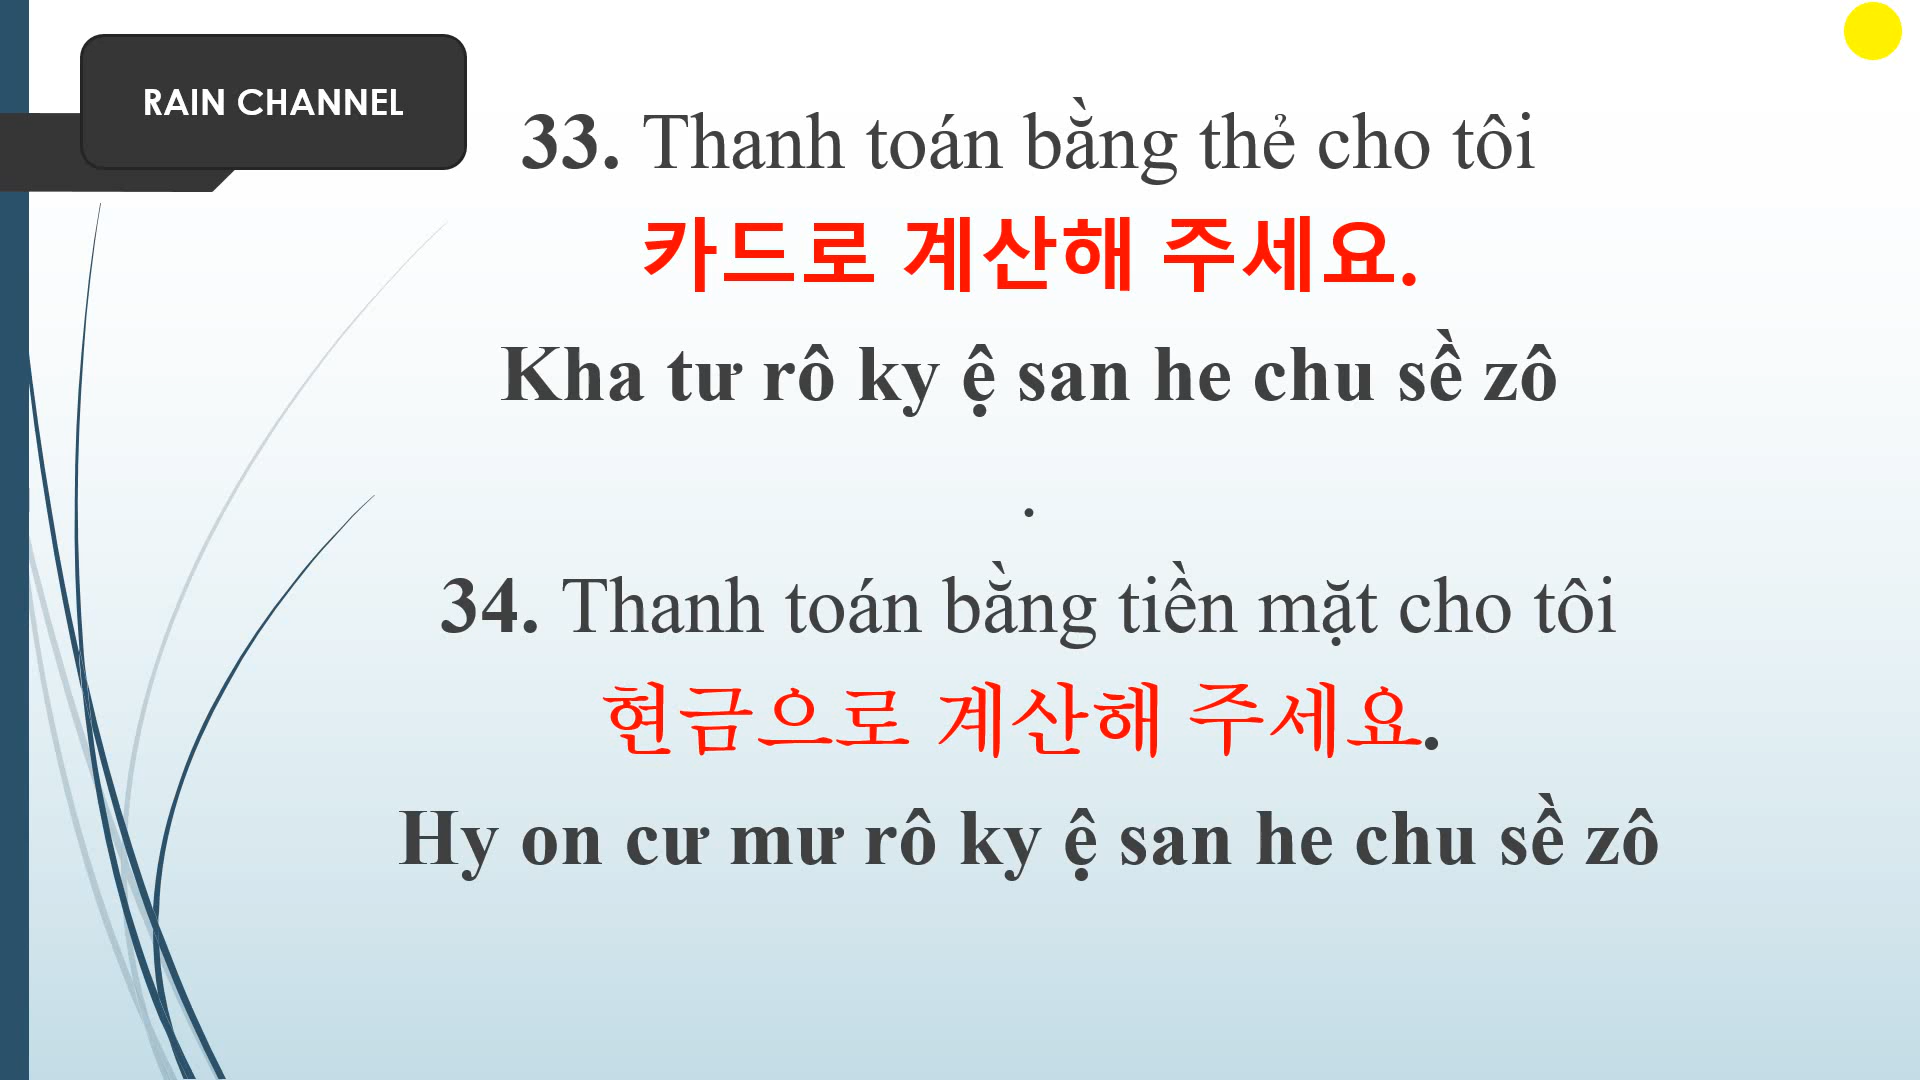 RAIN CHANNEL
33. Thanh toán bằng thẻ cho tôi
카드로 계산해 주세요.
Kha tư rô ky ệ san he chu sề zô
.
34. Thanh toán bằng tiền mặt cho tôi
현금으로 계산해 주세요.
Hy on cư mư rô ky ệ san he chu sề zô